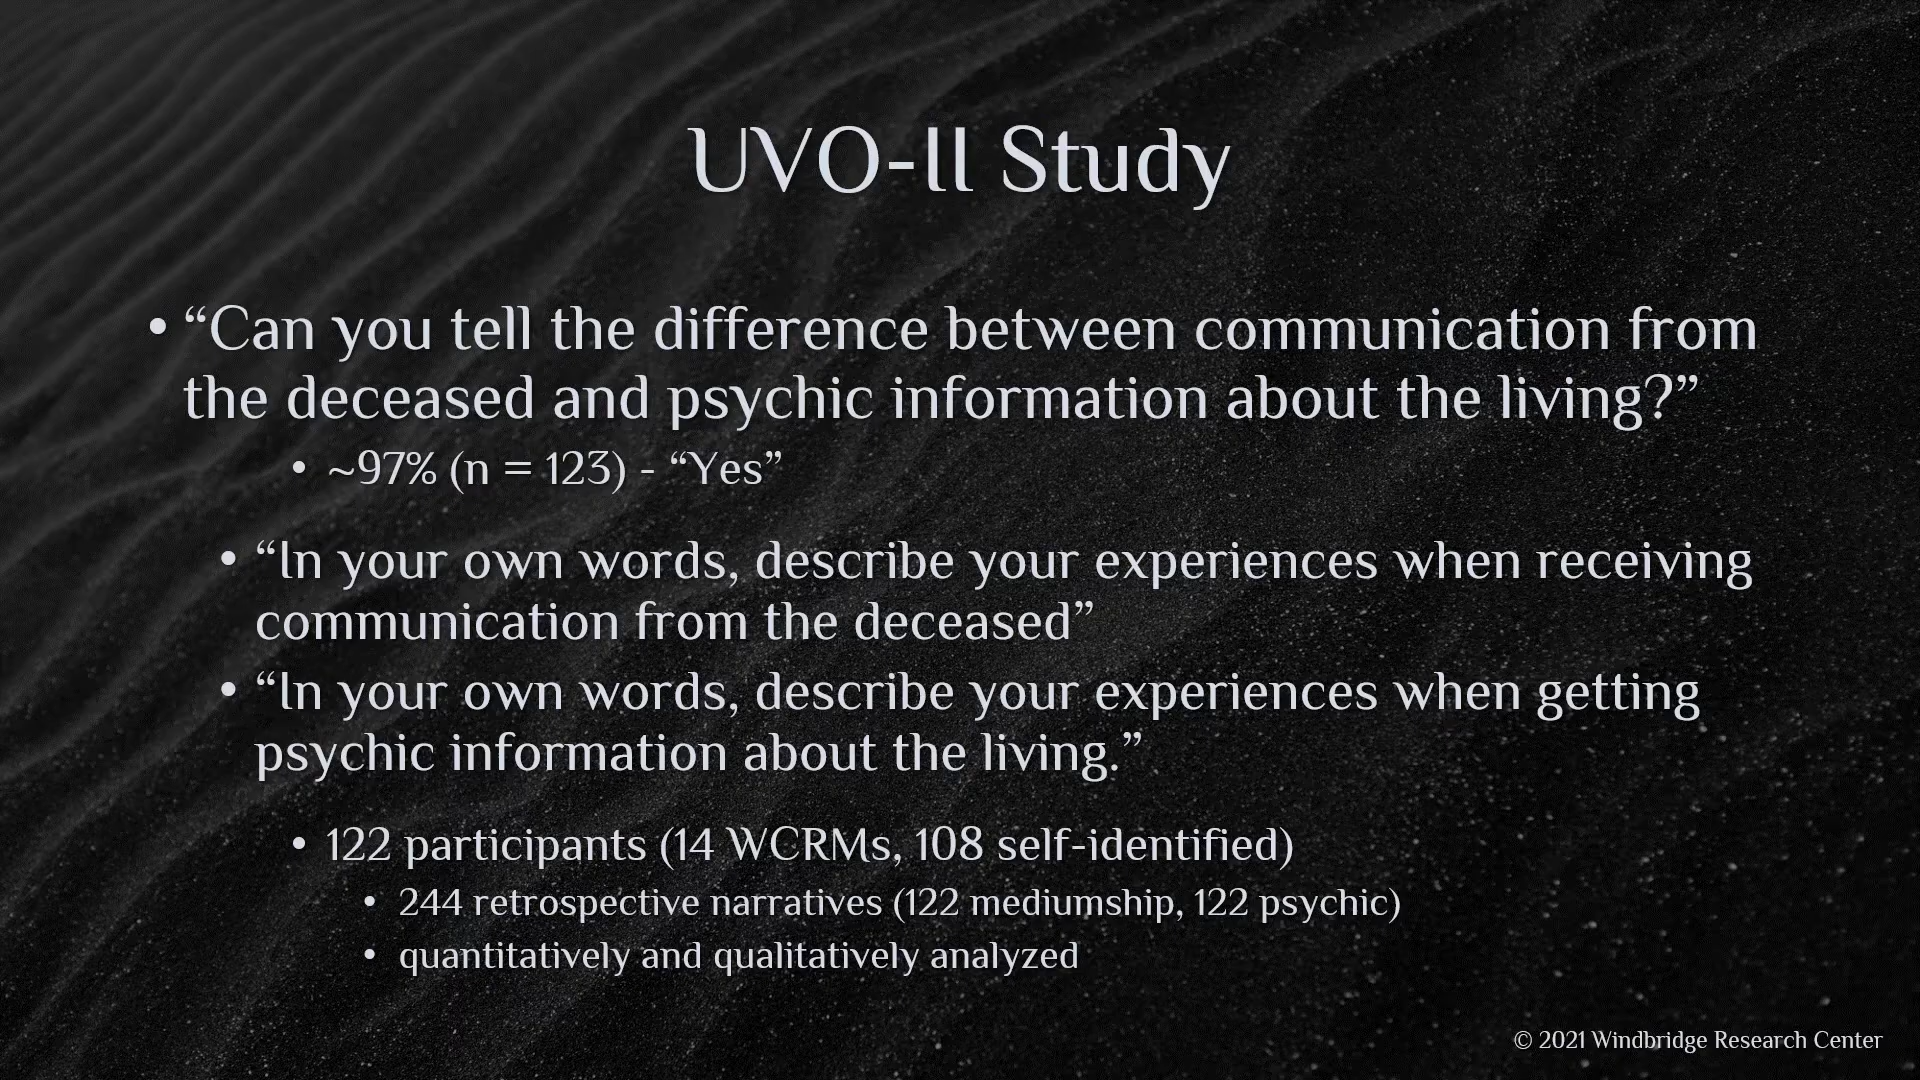 UVO-II Study
• “Can you tell the difference between communication from
the deceased and psychic information about the living?”
• ~97% (n = 123) - “Yes”
• “In your own words, describe your experiences when receiving
communication from the deceased”
• “In your own words, describe your experiences when getting
psychic information about the living.”
• 122 participants (14 WCRMs, 108 self-identified)
• 244 retrospective narratives (122 mediumship, 122 psychic)
• quantitatively and qualitatively analyzed
© 2021 Windbridge Research Center